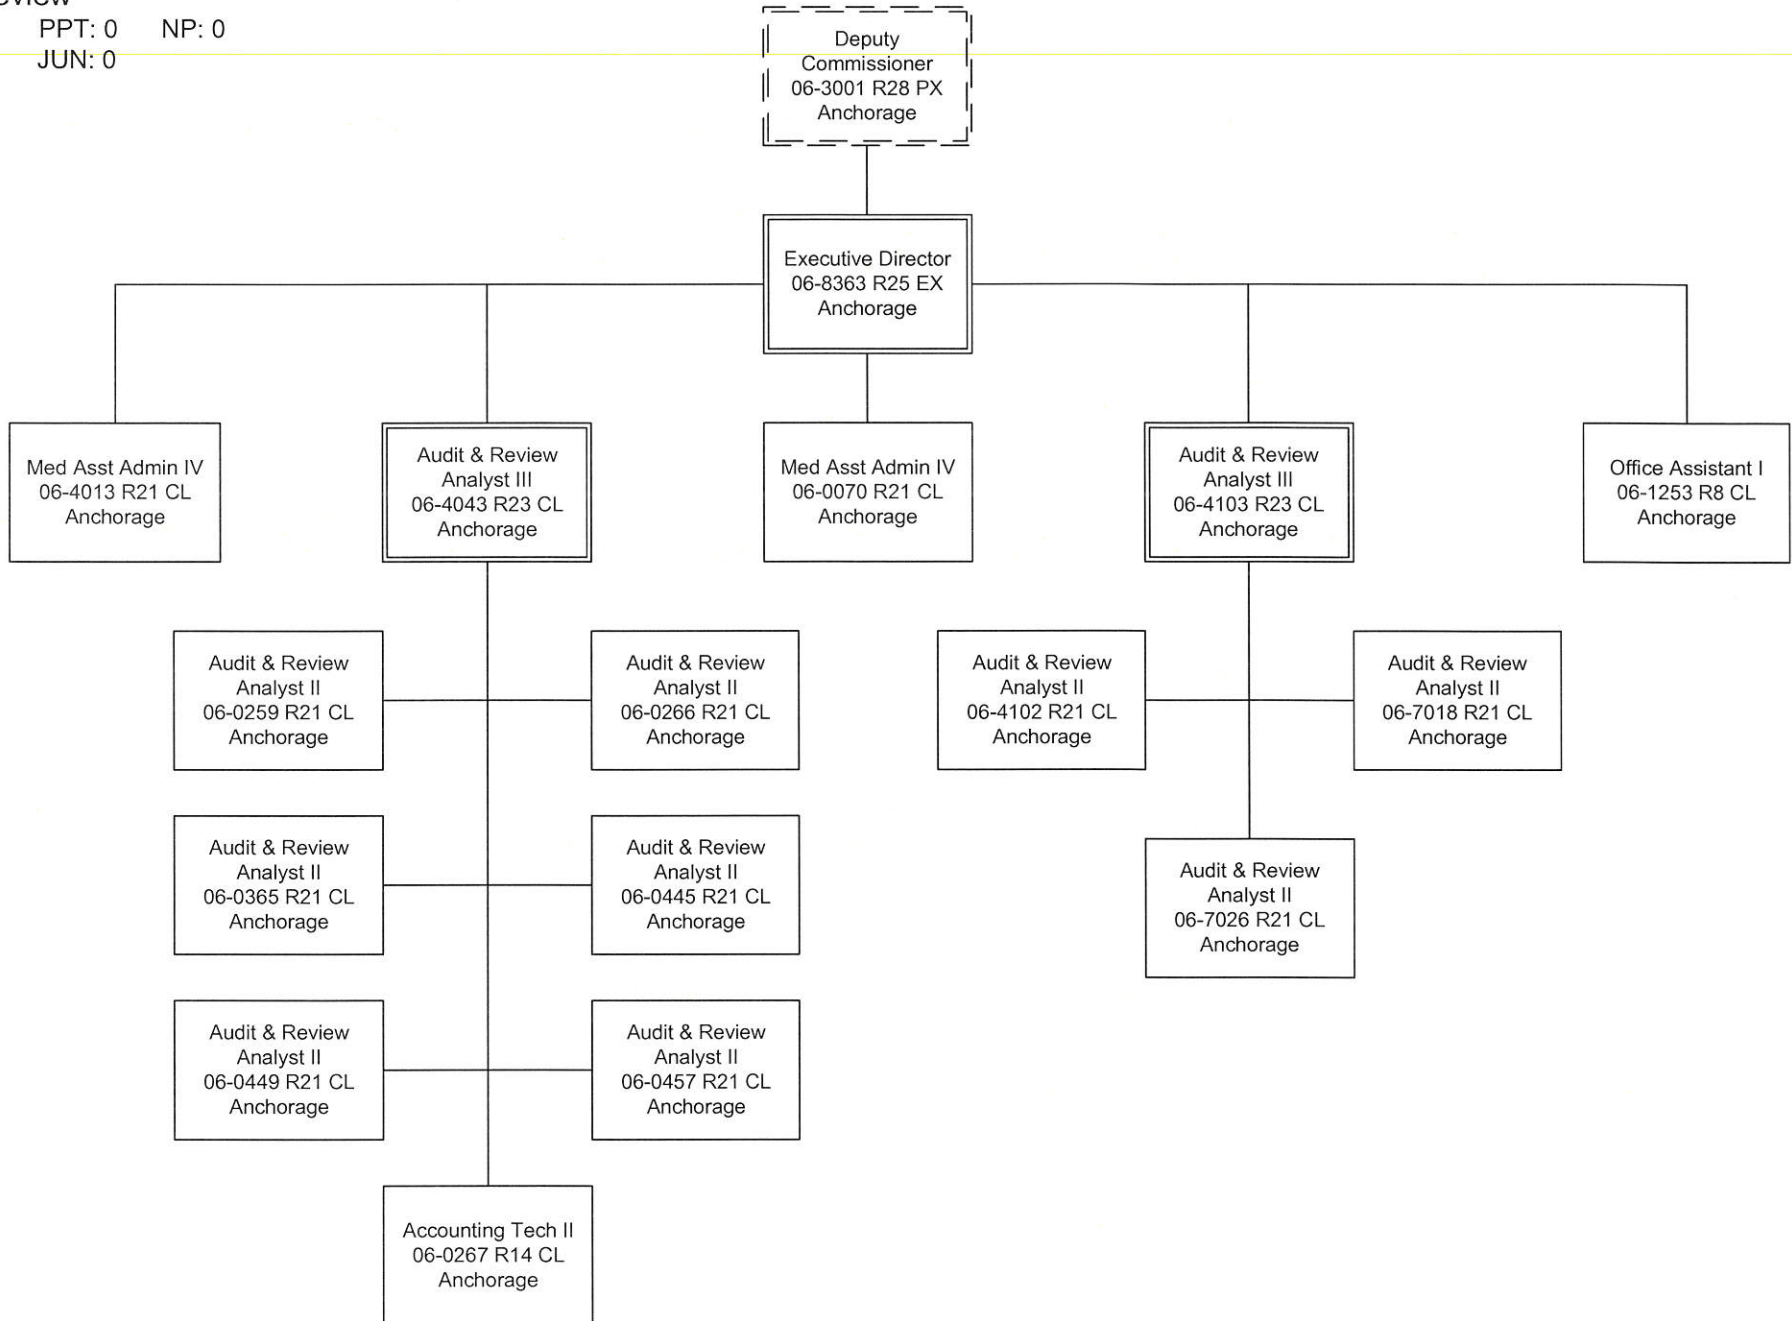 PPT: 0 NP: 0
JUN: 0
Deputy
Commissioner
06-3001 R28 PX
Anchorage
Executive Director
06-8363 R25 EX
Anchorage
Med Asst Admin IV
06-4013 R21 CL
Anchorage
Audit & Review
Analyst III
06-4043 R23 CL
Anchorage
Med Asst Admin IV
06-0070 R21 CL
Anchorage
Audit & Review
Analyst III
06-4103 R23 CL
Anchorage
Office Assistant I
06-1253 R8 CL
Anchorage
Audit & Review
Analyst II
06-0259 R21 CL
Anchorage
Audit & Review
Analyst II
06-0266 R21 CL
Anchorage
Audit & Review
Analyst II
06-4102 R21 CL
Anchorage
Audit & Review
Analyst II
06-7018 R21 CL
Anchorage
Audit & Review
Analyst II
06-0365 R21 CL
Anchorage
Audit & Review
Analyst II
06-0445 R21 CL
Anchorage
Audit & Review
Analyst II
06-7026 R21 CL
Anchorage
Audit & Review
Analyst II
06-0449 R21 CL
Anchorage
Audit & Review
Analyst II
06-0457 R21 CL
Anchorage
Accounting Tech II
06-0267 R14 CL
Anchorage